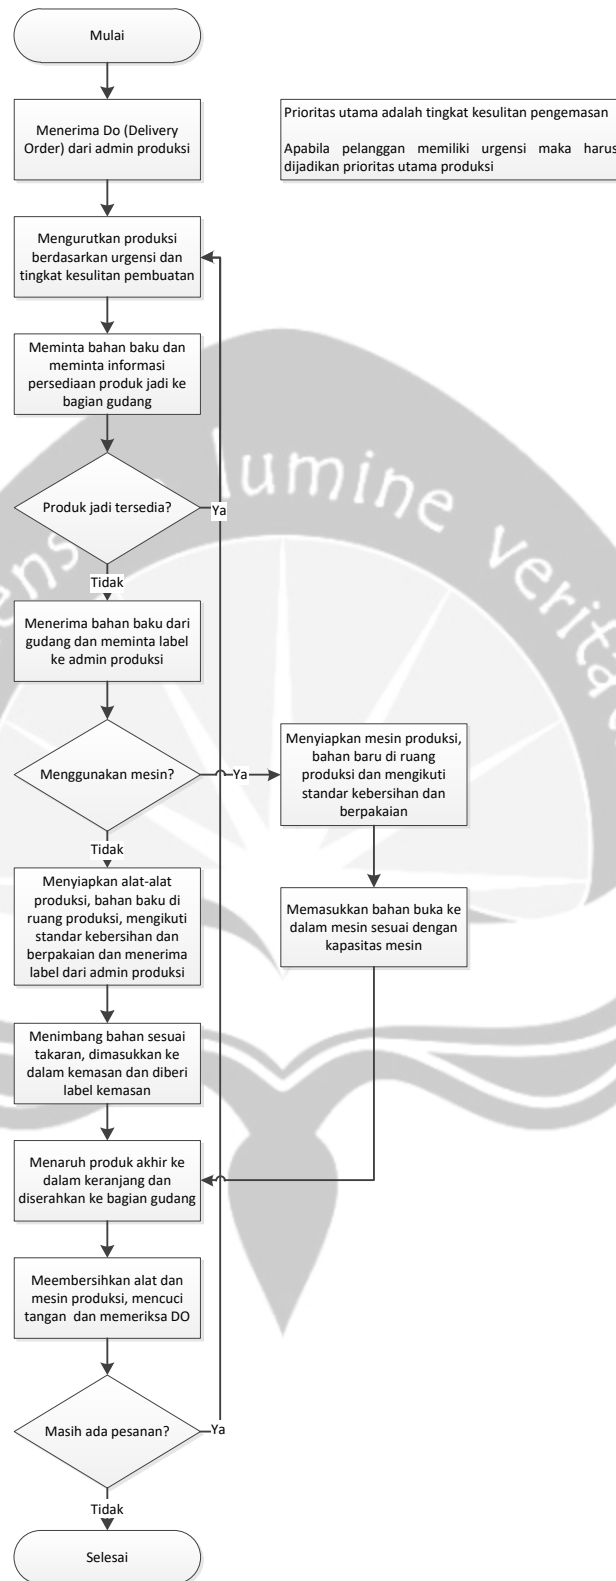 Mulai
Menerima Do (Delivery
Order) dari admin produksi
Prioritas utama adalah tingkat kesulitan pengemasan
Apabila pelanggan memiliki urgensi maka harus
dijadikan prioritas utama produksi
Mengurutkan produksi
berdasarkan urgensi dan
tingkat kesulitan pembuatan
Meminta bahan baku dan
meminta informasi
persediaan produk jadi ke
bagian gudang
lumine
Produk jadi tersedia?
Ya
Tidak
Menerima bahan baku dari
gudang dan meminta label
ke admin produksi
Menggunakan mesin?
Ya
Menyiapkan mesin produksi,
bahan baru di ruang
produksi dan mengikuti
standar kebersihan dan
berpakaian
Tidak
Menyiapkan alat-alat
produksi, bahan baku di
ruang produksi, mengikuti
standar kebersihan dan
berpakaian dan menerima
label dari admin produksi
Memasukkan bahan buka ke
dalam mesin sesuai dengan
kapasitas mesin
Menimbang bahan sesuai
takaran, dimasukkan ke
dalam kemasan dan diberi
label kemasan
Menaruh produk akhir ke
dalam keranjang dan
diserahkan ke bagian gudang
Meembersihkan alat dan
mesin produksi, mencuci
tangan dan memeriksa DO
Masih ada pesanan?
Ya
Tidak
Selesai